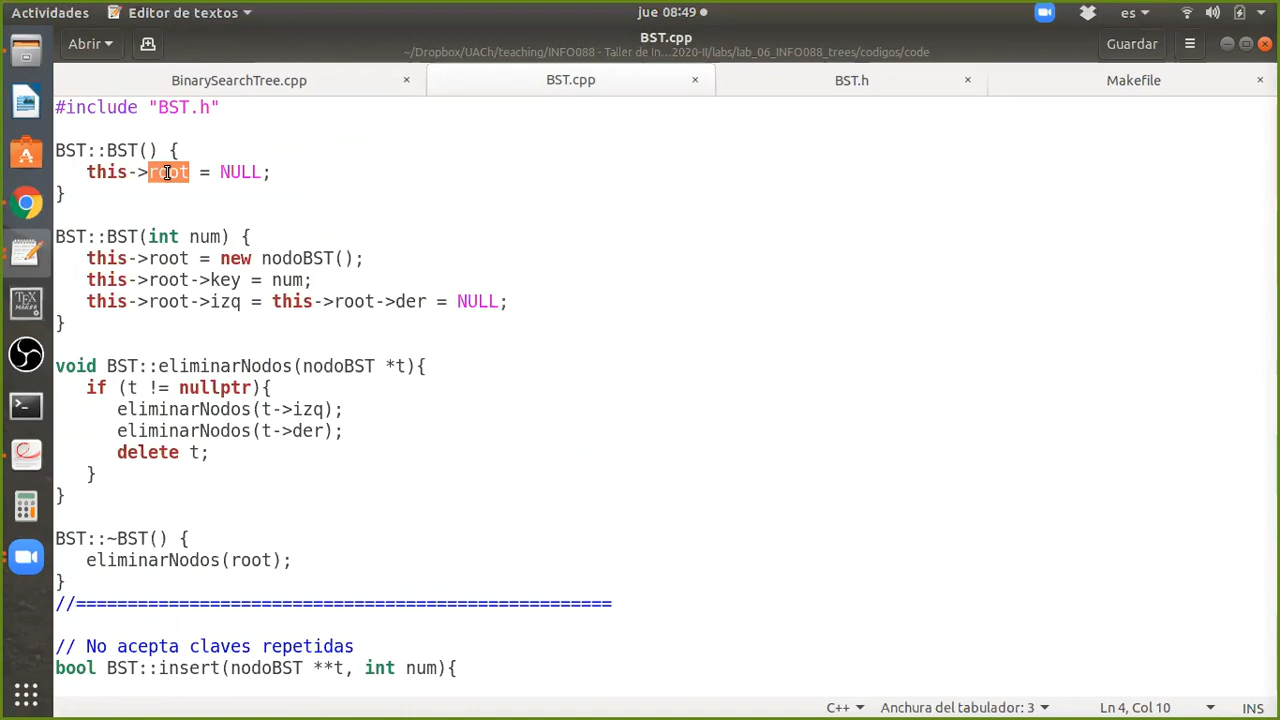 Actividades Editor de textos jue 08:49 es
Abrir BST.cpp Guardar
~/Dropbox/UACh/teaching/INFO088 - Taller de In... 2020-II/labs/lab_06_INFO088_trees/codigos/code
BinarySearchTree.cpp × BST.cpp × BST.h × Makefile ×
#include "BST.h"
BST::BST() {
this->root = NULL;
}
BST::BST(int num) {
this->root = new nodoBST();
this->root->key = num;
this->root->izq = this->root->der = NULL;
}
void BST::eliminarNodos(nodoBST *t){
if (t != nullptr){
eliminarNodos(t->izq);
eliminarNodos(t->der);
delete t;
}
}
BST::~BST() {
eliminarNodos(root);
}
//====================================================
// No acepta claves repetidas
bool BST::insert(nodoBST **t, int num){
C++ Anchura del tabulador: 3 Ln 4, Col 10 INS